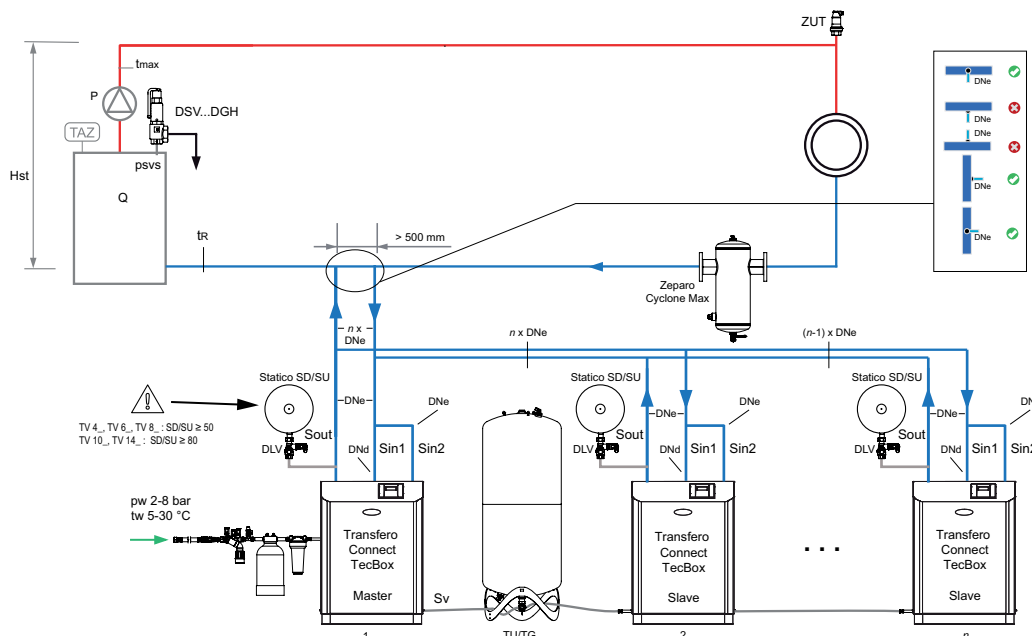 ZUT
tmax
P
DSV...DGH
TAZ
psvs
Hst
Q
tR
> 500 mm
DNe
DNe
DNe
DNe
DNe
Zeparo
Cyclone Max
n x
DNe
n x DNe
(n-1) x DNe
Statico SD/SU
Statico SD/SU
Statico SD/SU
TV 4_, TV 6_, TV 8_ : SD/SU ≥ 50
TV 10_, TV 14_ : SD/SU ≥ 80
DNe
DNe
DNe
DNe
DNe
DNe
Sout
Sout
Sout
DLV
DNd
Sin1
Sin2
DLV
DNd
Sin1
Sin2
DLV
DNd
Sin1
Sin2
pw 2-8 bar
tw 5-30 °C
Transfero
Connect
TecBox
Master
Transfero
Connect
TecBox
Slave
. . .
Transfero
Connect
TecBox
Slave
Sv
1
TU/TG
2
n